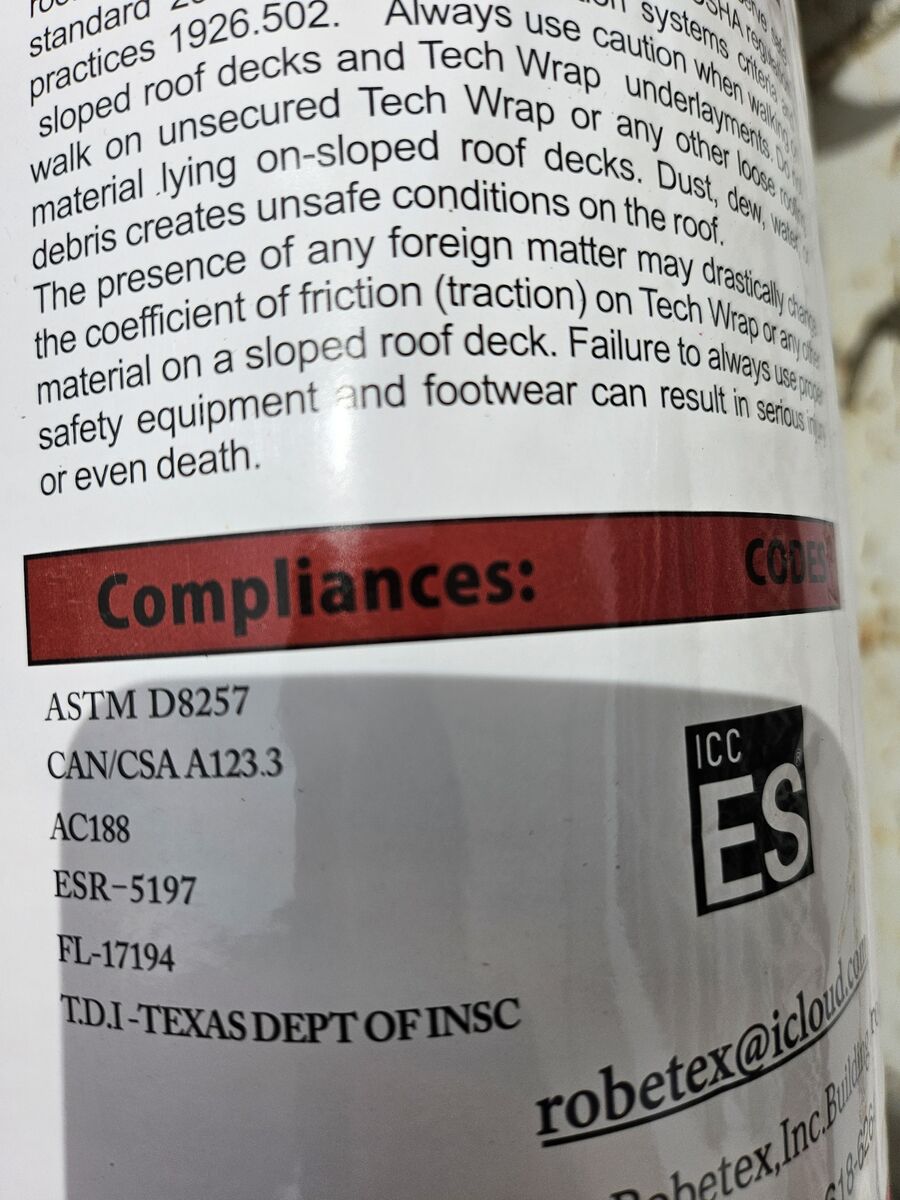 standard
practices 1926.502. Always use caution when walking
sloped roof decks and Tech Wrap underlayments. Do
walk on unsecured Tech Wrap or any other loose roofing
material lying on-sloped roof decks. Dust, dew, water,
debris creates unsafe conditions on the roof.
The presence of any foreign matter may drastically change
the coefficient of friction (traction) on Tech Wrap or any other
material on a sloped roof deck. Failure to always use proper
safety equipment and footwear can result in serious injury
or even death.
Compliances: CODES
ASTM D8257
CAN/CSA A123.3
AC188
ESR-5197
FL-17194
T.D.I-TEXAS DEPT OF INSC
ICC
ES
robetex@icloud.com
Robetex,Inc.Building